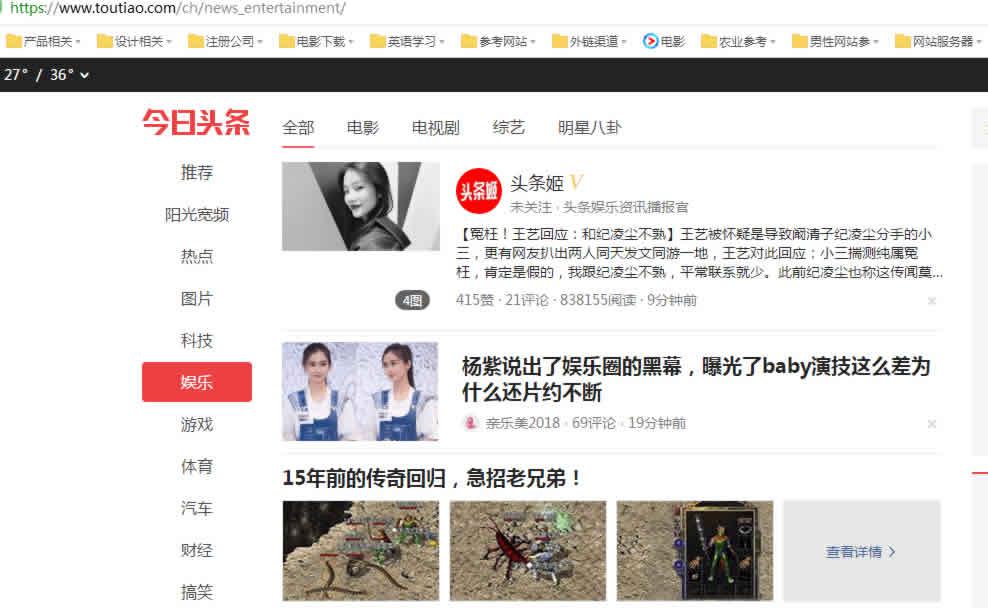 https://www.toutiao.com/ch/news_entertainment/
产品相关 设计相关 注册公司 电影下载 英语学习 参考网站 外链渠道 电影 农业参考 男性网站参 网站服务器
27° / 36°
今日头条
全部 电影 电视剧 综艺 明星八卦
推荐
阳光宽频
热点
图片
科技
娱乐
游戏
体育
汽车
财经
搞笑
头条姬
头条姬 V
未关注 · 头条娱乐资讯播报官
【冤枉！王艺回应：和纪凌尘不熟】王艺被怀疑是导致阚清子纪凌尘分手的小
三，更有网友扒出两人同天发文同游一地，王艺对此回应：小三揣测纯属冤
枉，肯定是假的，我跟纪凌尘不熟，平常联系就少。此前纪凌尘也称这传闻莫...
4图
415赞 · 21评论 · 838155阅读 · 9分钟前
杨紫说出了娱乐圈的黑幕，曝光了baby演技这么差为
什么还片约不断
亲乐美2018 · 69评论 · 19分钟前
15年前的传奇回归，急招老兄弟！
查看详情